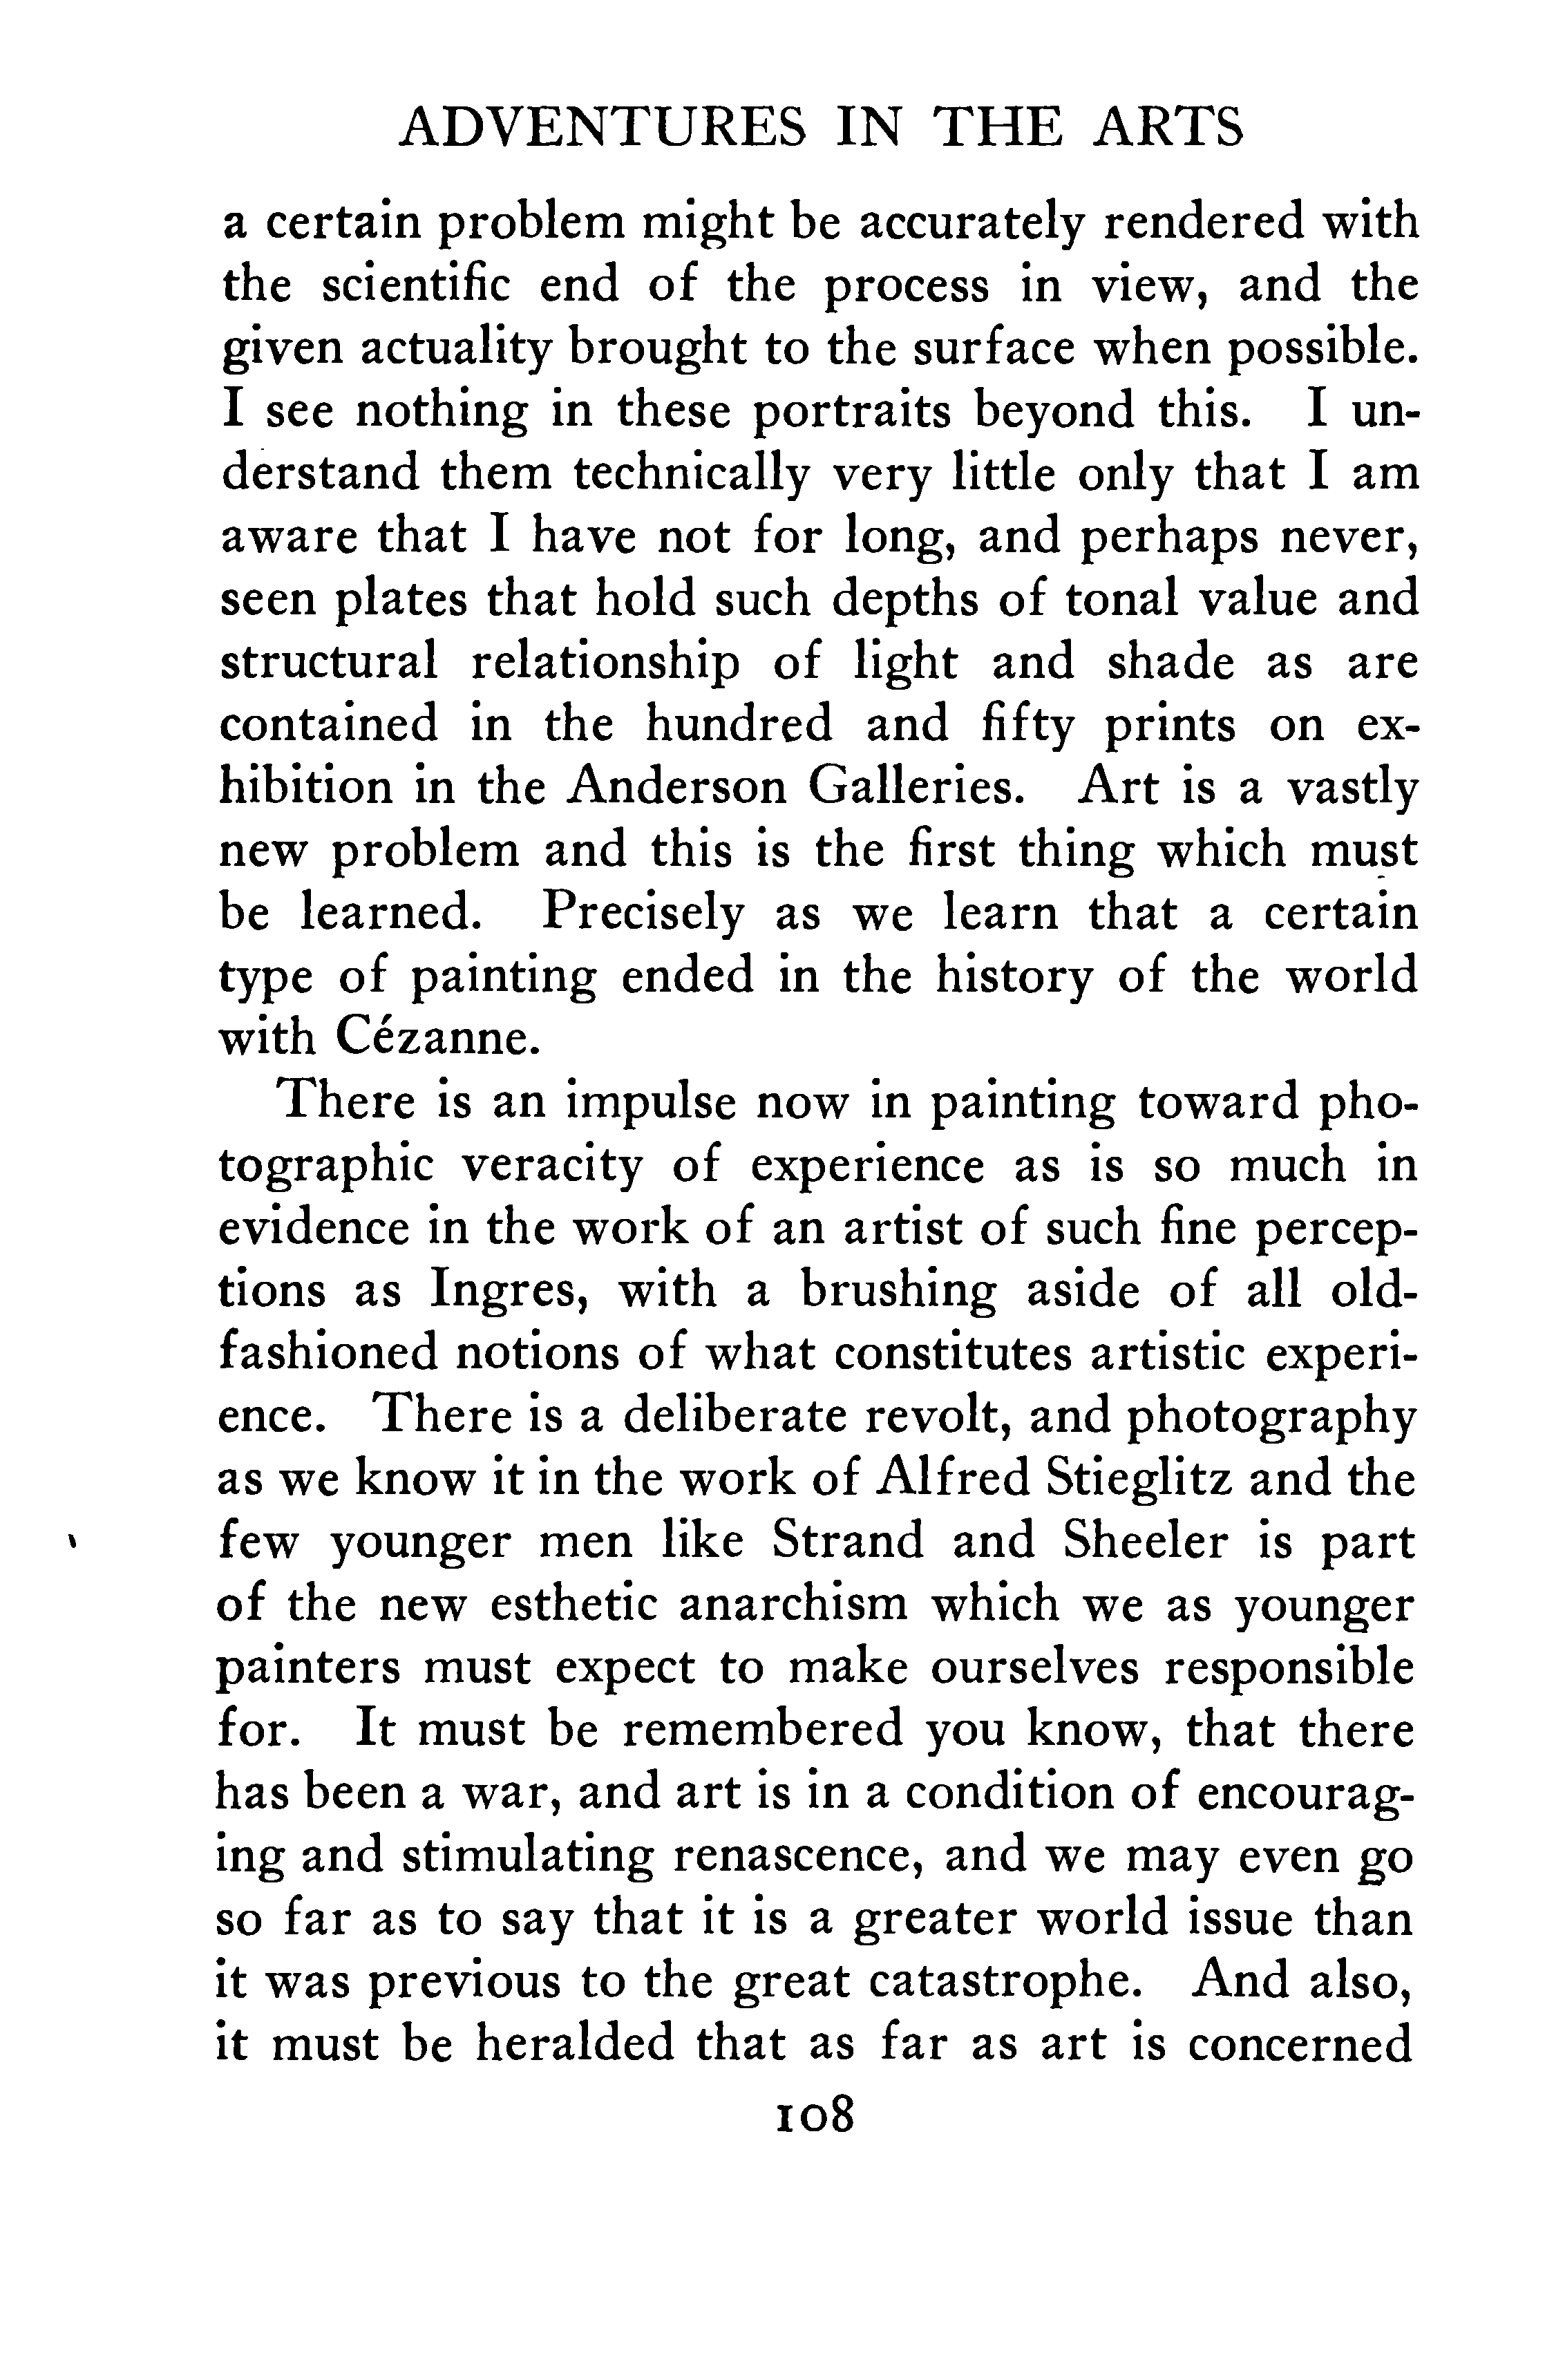 ADVENTURES IN THE ARTS
a certain problem might be accurately rendered with
the scientific end of the process in view, and the
given actuality brought to the surface when possible.
I see nothing in these portraits beyond this. I un-
derstand them technically very little only that I am
aware that I have not for long, and perhaps never,
seen plates that hold such depths of tonal value and
structural relationship of light and shade as are
contained in the hundred and fifty prints on ex-
hibition in the Anderson Galleries. Art is a vastly
new problem and this is the first thing which must
be learned. Precisely as we learn that a certain
type of painting ended in the history of the world
with Cézanne.
There is an impulse now in painting toward pho-
tographic veracity of experience as is so much in
evidence in the work of an artist of such fine percep-
tions as Ingres, with a brushing aside of all old-
fashioned notions of what constitutes artistic experi-
ence. There is a deliberate revolt, and photography
as we know it in the work of Alfred Stieglitz and the
few younger men like Strand and Sheeler is part
of the new esthetic anarchism which we as younger
painters must expect to make ourselves responsible
for. It must be remembered you know, that there
has been a war, and art is in a condition of encourag-
ing and stimulating renascence, and we may even go
so far as to say that it is a greater world issue than
it was previous to the great catastrophe. And also,
it must be heralded that as far as art is concerned
108